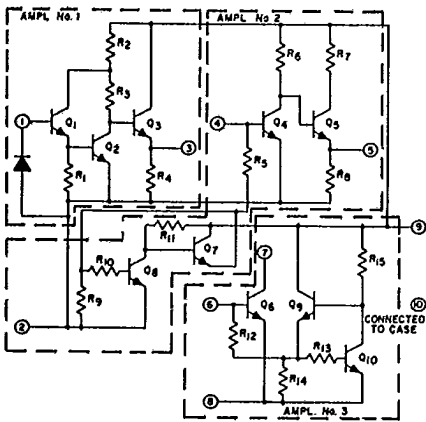 AMPL. No. 1
AMPL No. 2
R2
R6
R7
R3
1
Q1
Q2
Q3
4
Q4
Q5
3
5
R1
R4
R5
R8
R11
Q7
9
R10
Q8
7
R15
R9
6
Q6
Q9
10
CONNECTED
TO CASE
2
R12
R13
Q10
R14
8
AMPL. No. 3